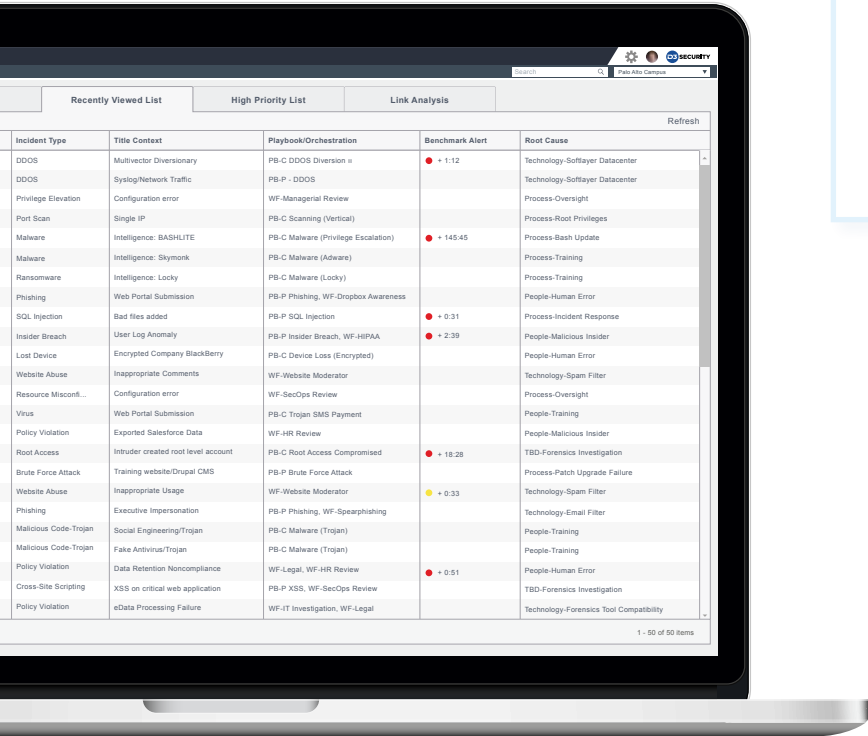 D3 SECURITY
Search Palo Alto Campus
Recently Viewed List High Priority List Link Analysis
Refresh
Incident Type Title Context Playbook/Orchestration Benchmark Alert Root Cause
DDOS Multivector Diversionary PB-C DDOS Diversion III + 1:12 Technology-Softlayer Datacenter
DDOS Syslog/Network Traffic PB-P - DDOS Technology-Softlayer Datacenter
Privilege Elevation Configuration error WF-Managerial Review Process-Oversight
Port Scan Single IP PB-C Scanning (Vertical) Process-Root Privileges
Malware Intelligence: BASHLITE PB-C Malware (Privilege Escalation) + 145:45 Process-Bash Update
Malware Intelligence: Skymonk PB-C Malware (Adware) Process-Training
Ransomware Intelligence: Locky PB-C Malware (Locky) Process-Training
Phishing Web Portal Submission PB-P Phishing, WF-Dropbox Awareness People-Human Error
SQL Injection Bad files added PB-P SQL Injection + 0:31 Process-Incident Response
Insider Breach User Log Anomaly PB-P Insider Breach, WF-HIPAA + 2:39 People-Malicious Insider
Lost Device Encrypted Company BlackBerry PB-C Device Loss (Encrypted) People-Human Error
Website Abuse Inappropriate Comments WF-Website Moderator Technology-Spam Filter
Resource Misconfi... Configuration error WF-SecOps Review Process-Oversight
Virus Web Portal Submission PB-C Trojan SMS Payment People-Training
Policy Violation Exported Salesforce Data WF-HR Review People-Malicious Insider
Root Access Intruder created root level account PB-C Root Access Compromised + 18:28 TBD-Forensics Investigation
Brute Force Attack Training website/Drupal CMS PB-P Brute Force Attack Process-Patch Upgrade Failure
Website Abuse Inappropriate Usage WF-Website Moderator + 0:33 Technology-Spam Filter
Phishing Executive Impersonation PB-P Phishing, WF-Spearphishing Technology-Email Filter
Malicious Code-Trojan Social Engineering/Trojan PB-C Malware (Trojan) People-Training
Malicious Code-Trojan Fake Antivirus/Trojan PB-C Malware (Trojan) People-Training
Policy Violation Data Retention Noncompliance WF-Legal, WF-HR Review + 0:51 People-Human Error
Cross-Site Scripting XSS on critical web application PB-P XSS, WF-SecOps Review TBD-Forensics Investigation
Policy Violation eData Processing Failure WF-IT Investigation, WF-Legal Technology-Forensics Tool Compatibility
1 - 50 of 50 items